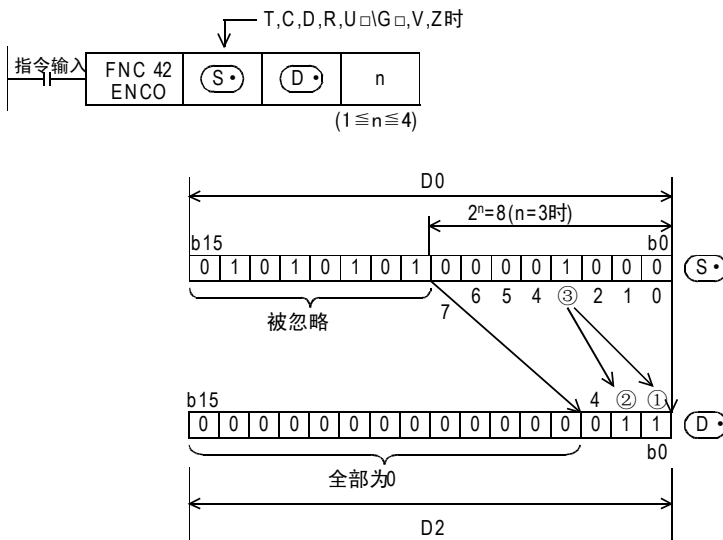 T,C,D,R,U□\G□,V,Z时
指令输入
FNC 42
ENCO
S・
D・
n
(1≦n≦4)
D0
2ⁿ=8(n=3时)
b15 b0
0 1 0 1 0 1 0 1 0 0 0 0 1 0 0 0 S・
7 6 5 4 ③ 2 1 0
被忽略
b15 4 ② ①
0 0 0 0 0 0 0 0 0 0 0 0 0 0 1 1 D・
b0
全部为0
D2